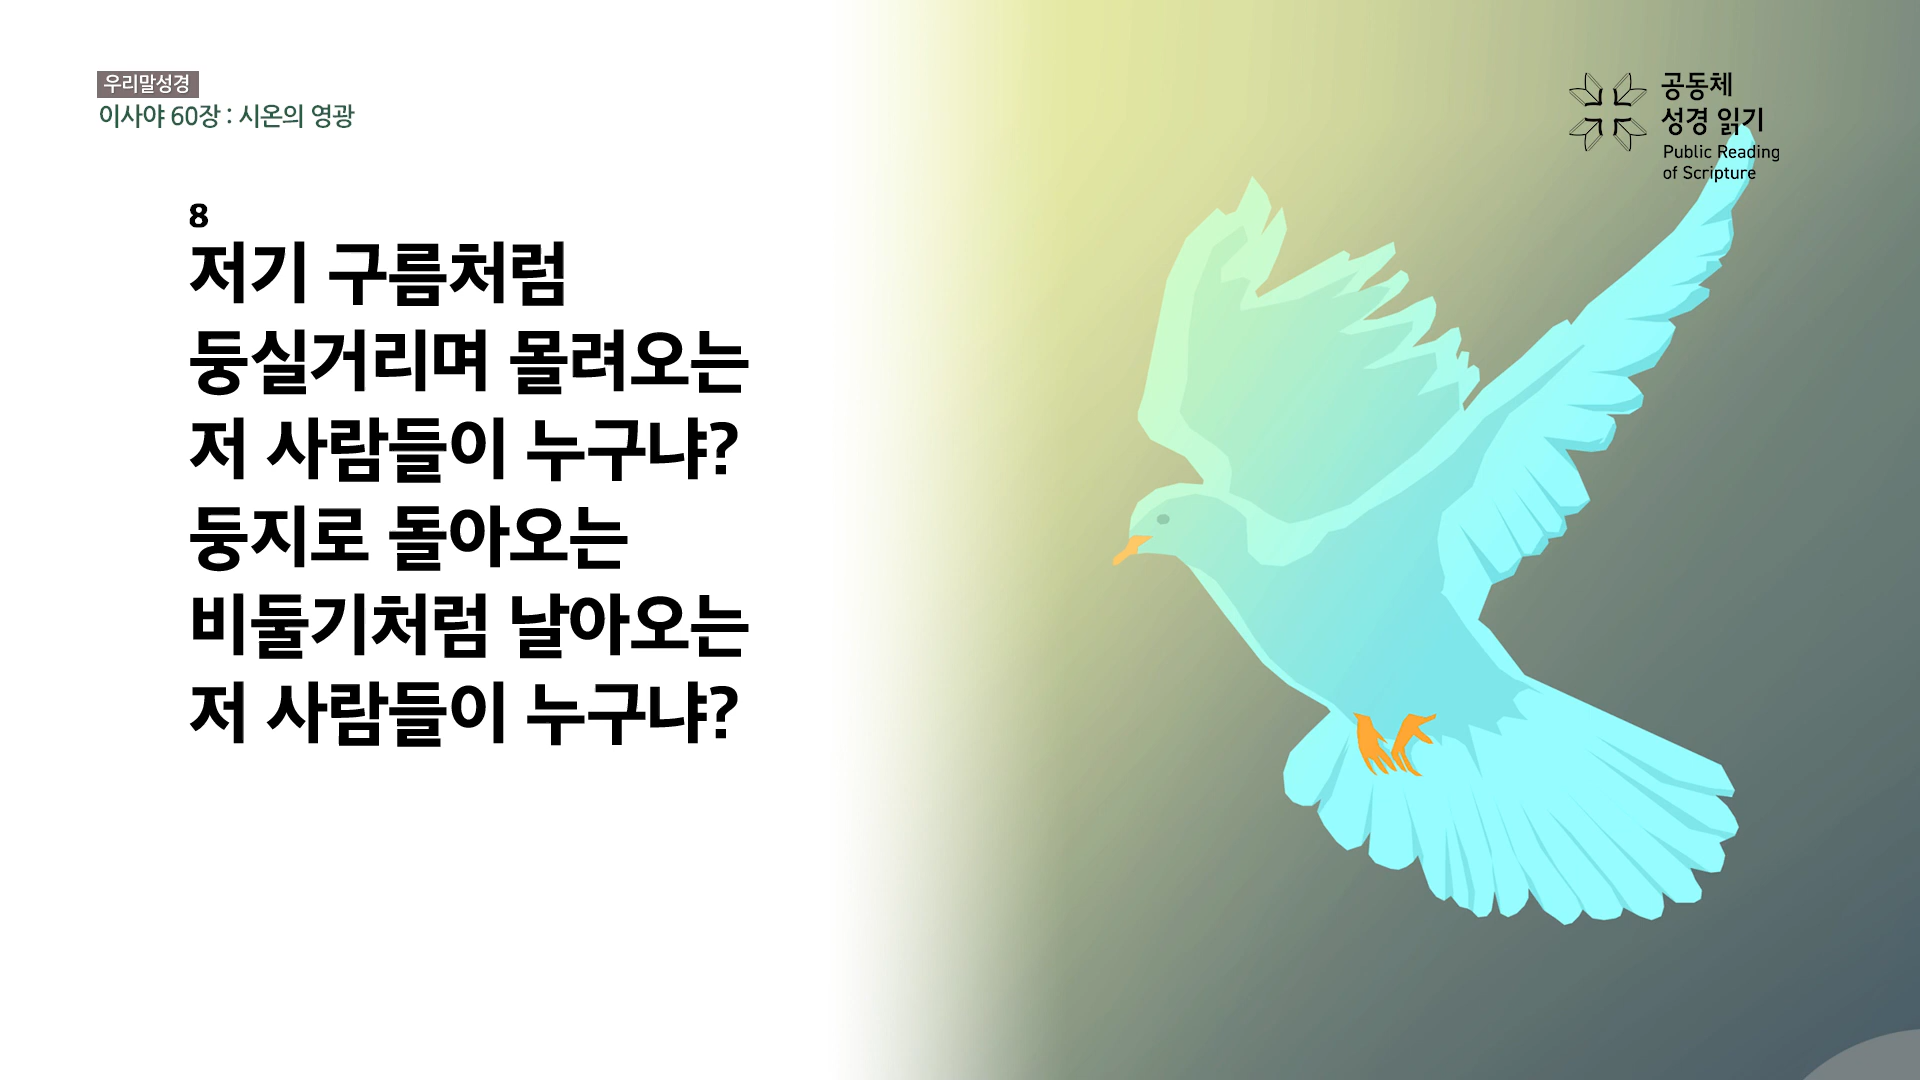 우리말성경
이사야 60장 : 시온의 영광
공동체
성경 읽기
Public Reading
of Scripture
8
저기 구름처럼
둥실거리며 몰려오는
저 사람들이 누구냐?
둥지로 돌아오는
비둘기처럼 날아오는
저 사람들이 누구냐?